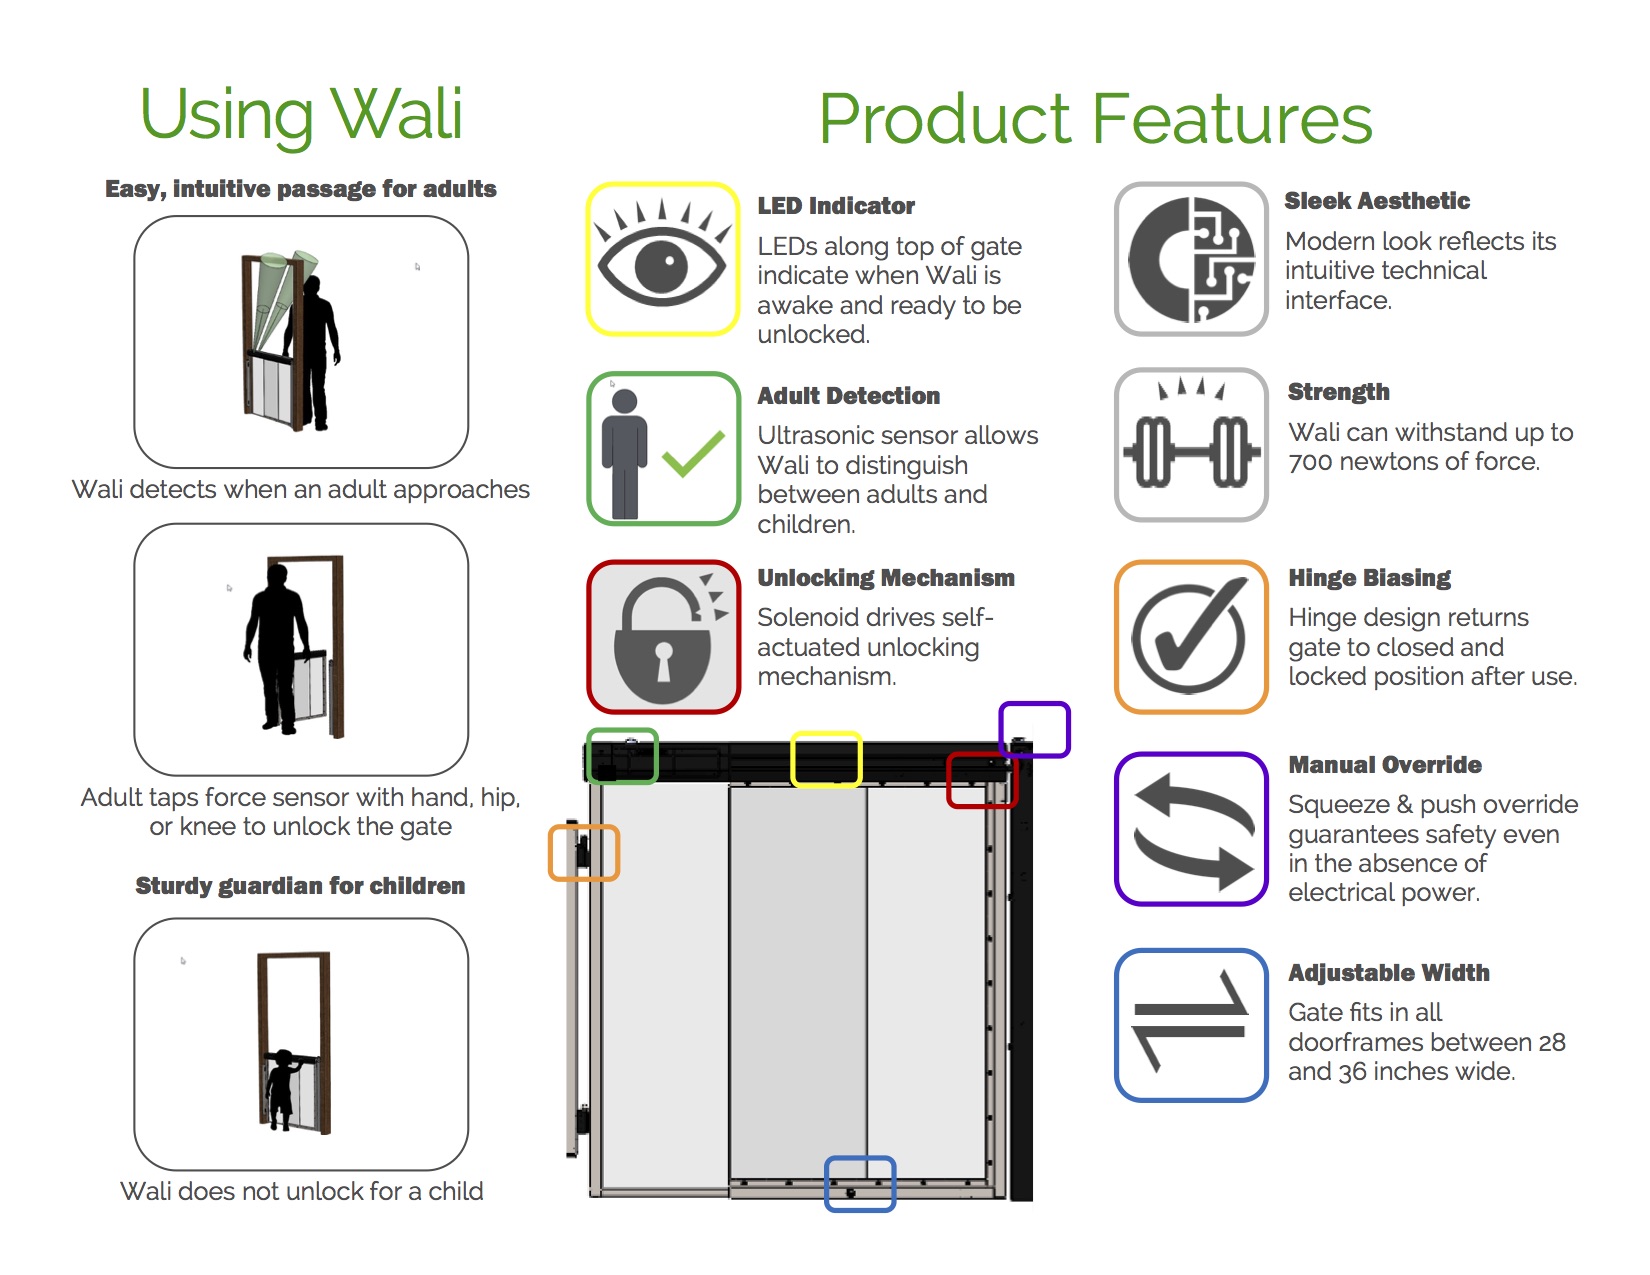 Using Wali
Easy, intuitive passage for adults
Wali detects when an adult approaches
Adult taps force sensor with hand, hip,
or knee to unlock the gate
Sturdy guardian for children
Wali does not unlock for a child
Product Features
LED Indicator
LEDs along top of gate
indicate when Wali is
awake and ready to be
unlocked.
Adult Detection
Ultrasonic sensor allows
Wali to distinguish
between adults and
children.
Unlocking Mechanism
Solenoid drives self-
actuated unlocking
mechanism.
Sleek Aesthetic
Modern look reflects its
intuitive technical
interface.
Strength
Wali can withstand up to
700 newtons of force.
Hinge Biasing
Hinge design returns
gate to closed and
locked position after use.
Manual Override
Squeeze & push override
guarantees safety even
in the absence of
electrical power.
Adjustable Width
Gate fits in all
doorframes between 28
and 36 inches wide.